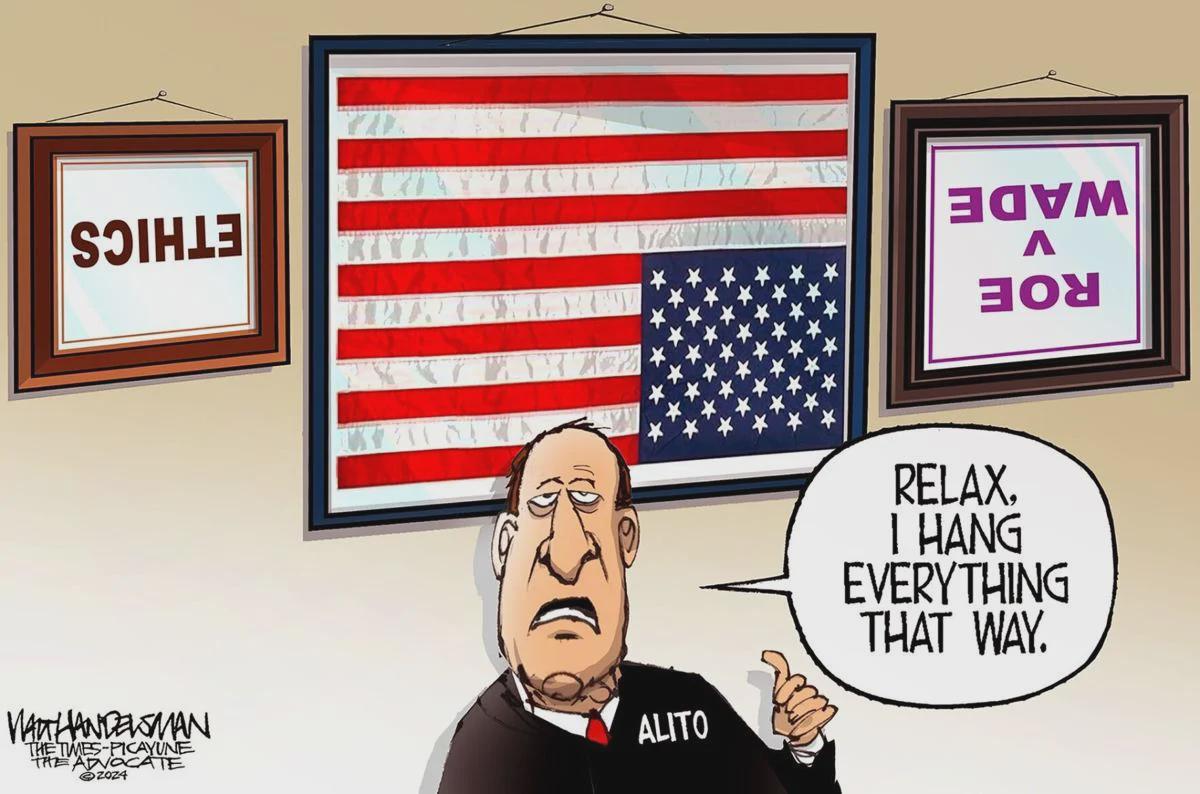 ETHICS
ROE
V
WADE
RELAX,
I HANG
EVERYTHING
THAT WAY.
ALITO
WALT HANDELSMAN
THE TIMES-PICAYUNE
THE ADVOCATE
©2024